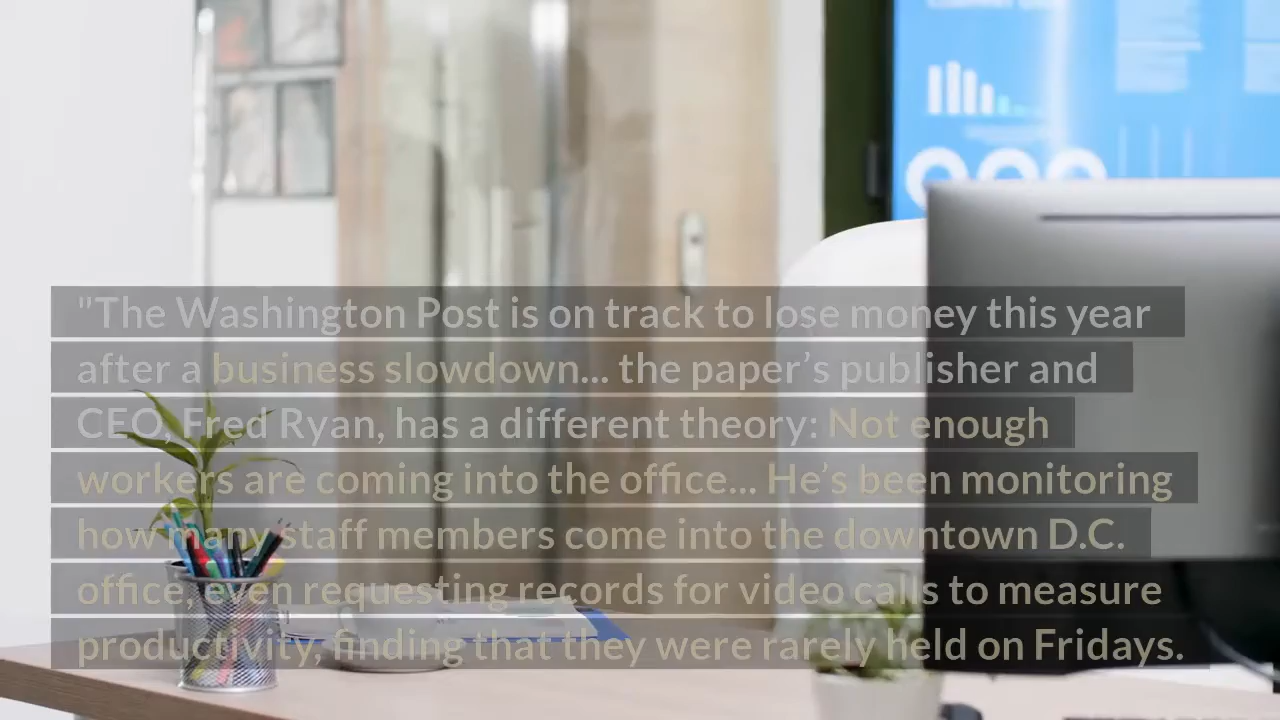 "The Washington Post is on track to lose money this year
after a business slowdown... the paper’s publisher and
CEO, Fred Ryan, has a different theory: Not enough
workers are coming into the office... He’s been monitoring
how many staff members come into the downtown D.C.
office, even requesting records for video calls to measure
productivity, finding that they were rarely held on Fridays.